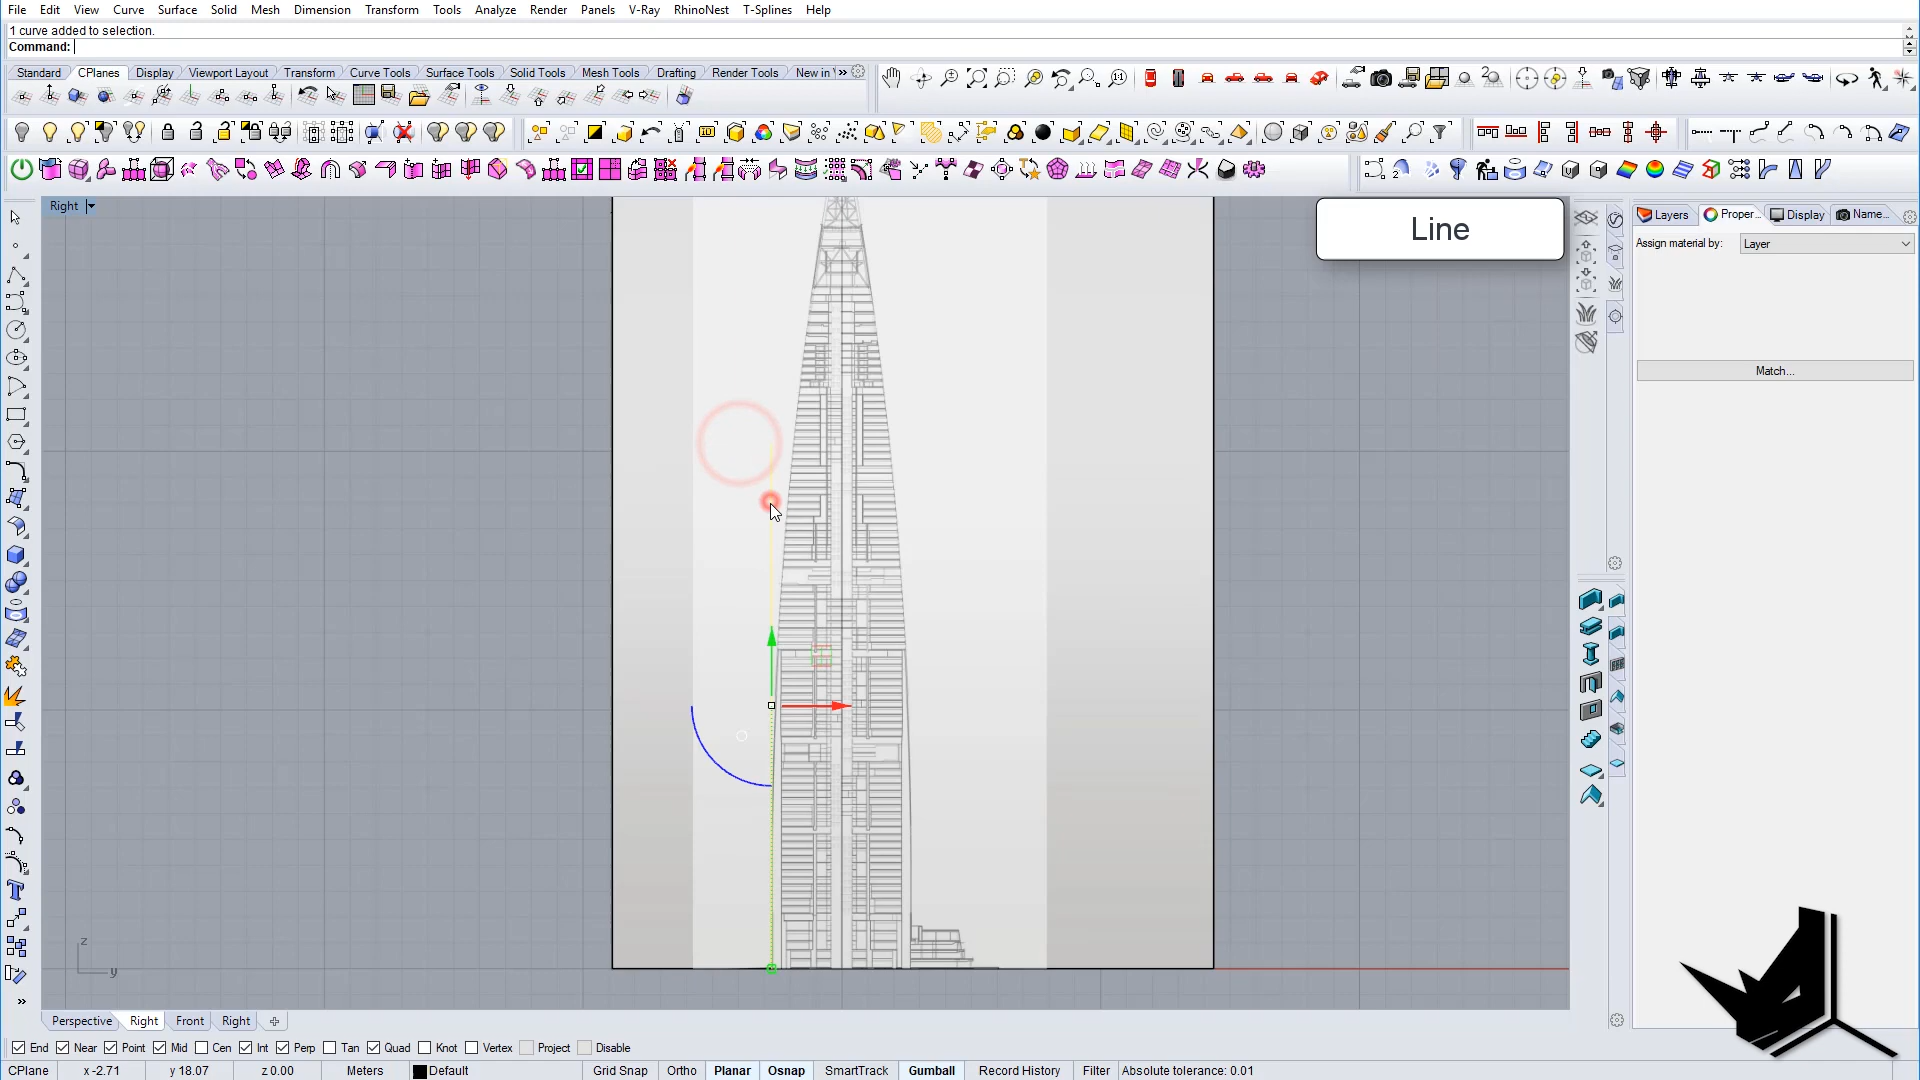 File Edit View Curve Surface Solid Mesh Dimension Transform Tools Analyze Render Panels V-Ray RhinoNest T-Splines Help
1 curve added to selection.
Command:
Standard CPlanes Display Viewport Layout Transform Curve Tools Surface Tools Solid Tools Mesh Tools Drafting Render Tools New in
Right
Line
Layers Proper... Display Name...
Assign material by: Layer
Match...
z
y
Perspective Right Front Right
End Near Point Mid Cen Int Perp Tan Quad Knot Vertex Project Disable
CPlane x -2.71 y 18.07 z 0.00 Meters Default Grid Snap Ortho Planar Osnap SmartTrack Gumball Record History Filter Absolute tolerance: 0.01